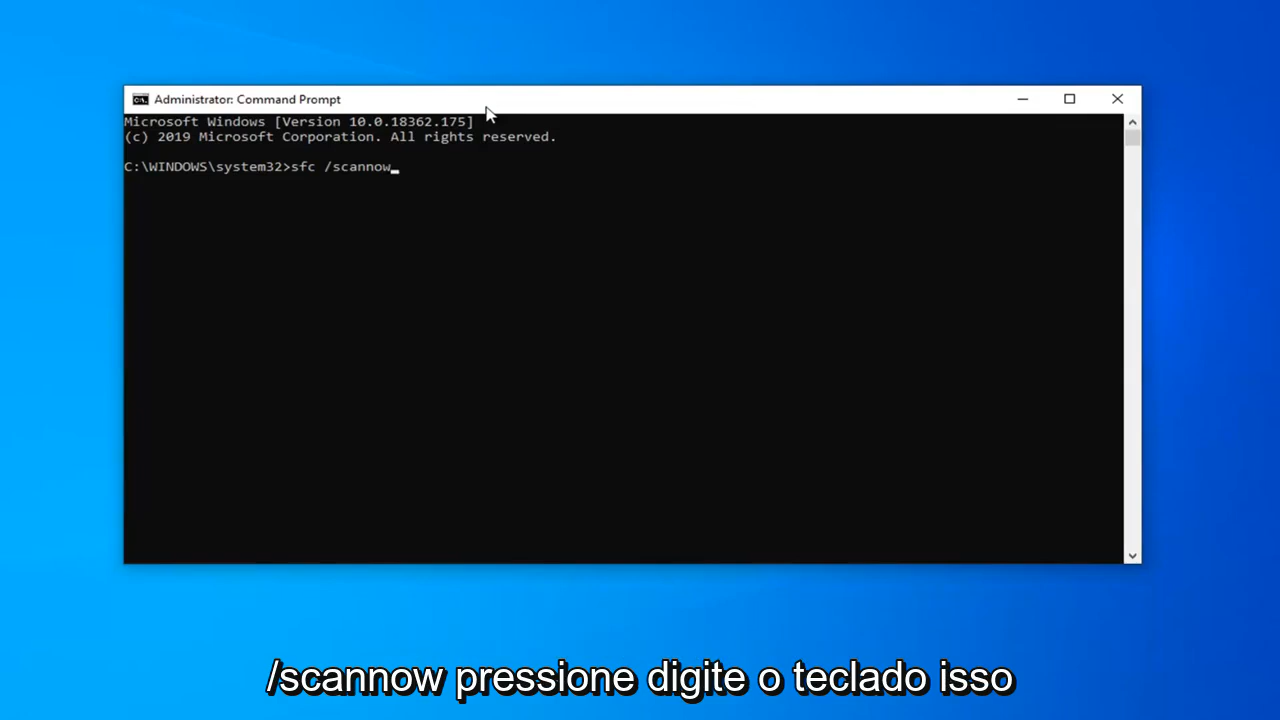 Administrator: Command Prompt
Microsoft Windows [Version 10.0.18362.175]
(c) 2019 Microsoft Corporation. All rights reserved.
C:\WINDOWS\system32>sfc /scannow
/scannow pressione digite o teclado isso